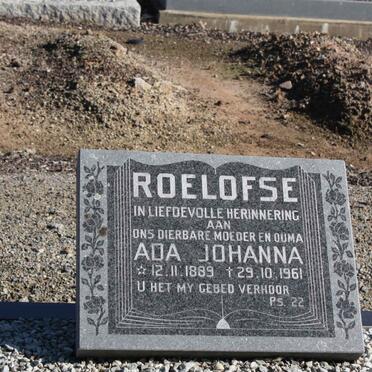 ROELOFSE
IN LIEFDEVOLLE HERINNERING
AAN
ONS DIERBARE MOEDER EN OUMA
ADA JOHANNA
☆ 12.11.1889 † 29.10.1961
U HET MY GEBED VERHOOR
PS. 22